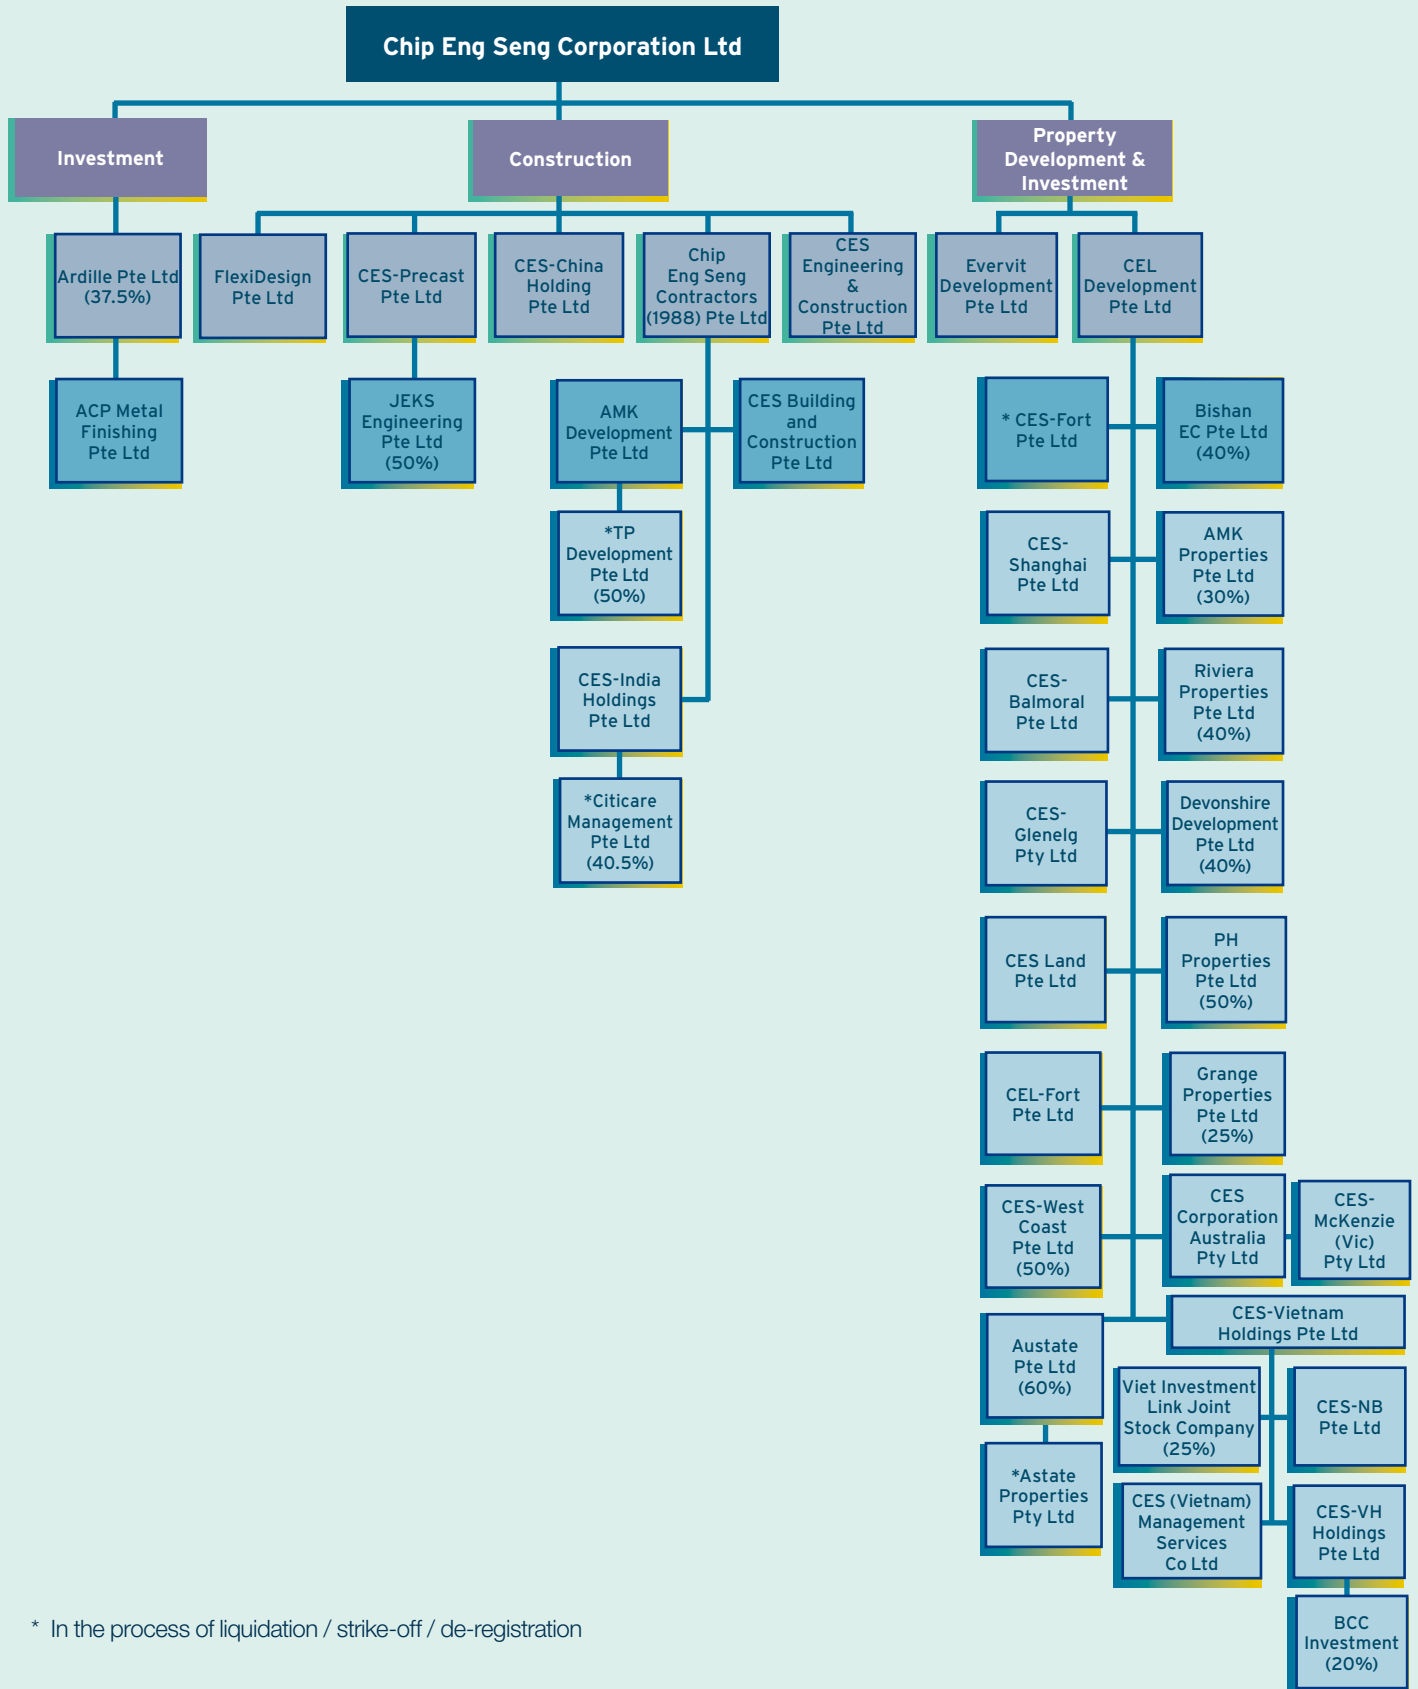 Chip Eng Seng Corporation Ltd
Investment
Construction
Property
Development &
Investment
Ardille Pte Ltd
(37.5%)
FlexiDesign
Pte Ltd
CES-Precast
Pte Ltd
CES-China
Holding
Pte Ltd
Chip
Eng Seng
Contractors
(1988) Pte Ltd
CES
Engineering
&
Construction
Pte Ltd
Evervit
Development
Pte Ltd
CEL
Development
Pte Ltd
ACP Metal
Finishing
Pte Ltd
JEKS
Engineering
Pte Ltd
(50%)
AMK
Development
Pte Ltd
CES Building
and
Construction
Pte Ltd
* CES-Fort
Pte Ltd
Bishan
EC Pte Ltd
(40%)
*TP
Development
Pte Ltd
(50%)
CES-
Shanghai
Pte Ltd
AMK
Properties
Pte Ltd
(30%)
CES-India
Holdings
Pte Ltd
CES-
Balmoral
Pte Ltd
Riviera
Properties
Pte Ltd
(40%)
*Citicare
Management
Pte Ltd
(40.5%)
CES-
Glenelg
Pty Ltd
Devonshire
Development
Pte Ltd
(40%)
CES Land
Pte Ltd
PH
Properties
Pte Ltd
(50%)
CEL-Fort
Pte Ltd
Grange
Properties
Pte Ltd
(25%)
CES-West
Coast
Pte Ltd
(50%)
CES
Corporation
Australia
Pty Ltd
CES-
McKenzie
(Vic)
Pty Ltd
Austate
Pte Ltd
(60%)
CES-Vietnam
Holdings Pte Ltd
Viet Investment
Link Joint
Stock Company
(25%)
CES-NB
Pte Ltd
*Astate
Properties
Pty Ltd
CES (Vietnam)
Management
Services
Co Ltd
CES-VH
Holdings
Pte Ltd
BCC
Investment
(20%)
* In the process of liquidation / strike-off / de-registration